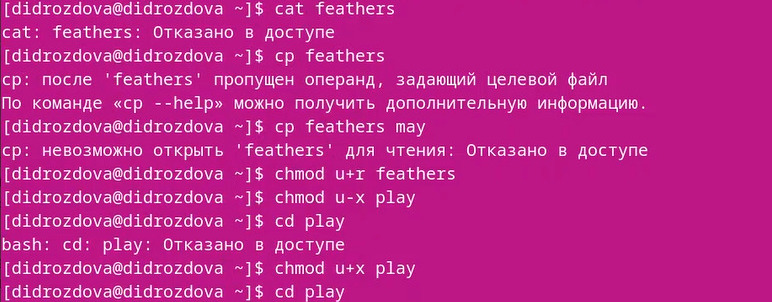 [didrozdova@didrozdova ~]$ cat feathers
cat: feathers: Отказано в доступе
[didrozdova@didrozdova ~]$ cp feathers
cp: после 'feathers' пропущен операнд, задающий целевой файл
По команде «cp --help» можно получить дополнительную информацию.
[didrozdova@didrozdova ~]$ cp feathers may
cp: невозможно открыть 'feathers' для чтения: Отказано в доступе
[didrozdova@didrozdova ~]$ chmod u+r feathers
[didrozdova@didrozdova ~]$ chmod u-x play
[didrozdova@didrozdova ~]$ cd play
bash: cd: play: Отказано в доступе
[didrozdova@didrozdova ~]$ chmod u+x play
[didrozdova@didrozdova ~]$ cd play